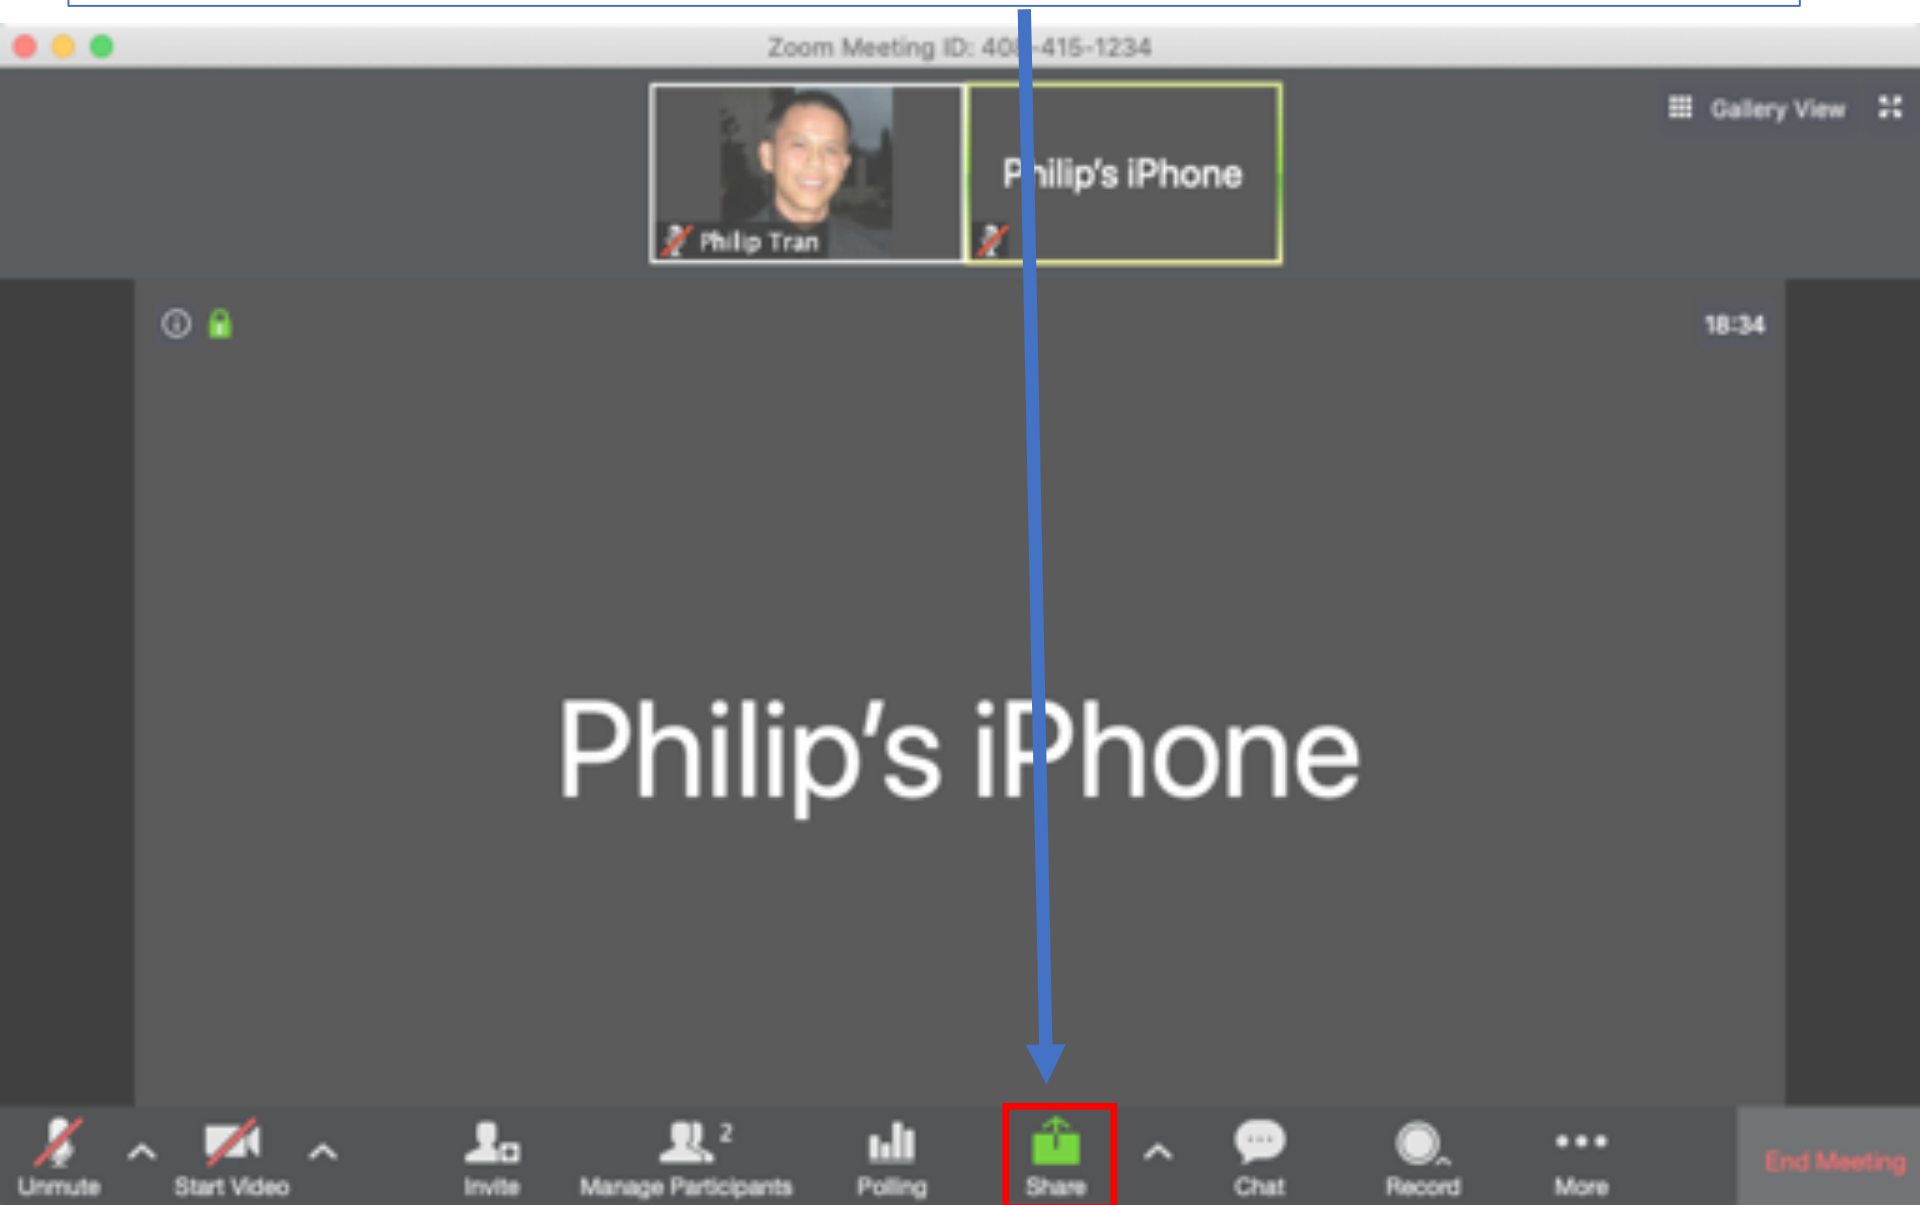 Zoom Meeting ID: 408-415-1234
Gallery View
Philip's iPhone
Philip Tran
18:34
Philip's iPhone
2
Unmute
Start Video
Invite
Manage Participants
Polling
Share
Chat
Record
More
End Meeting